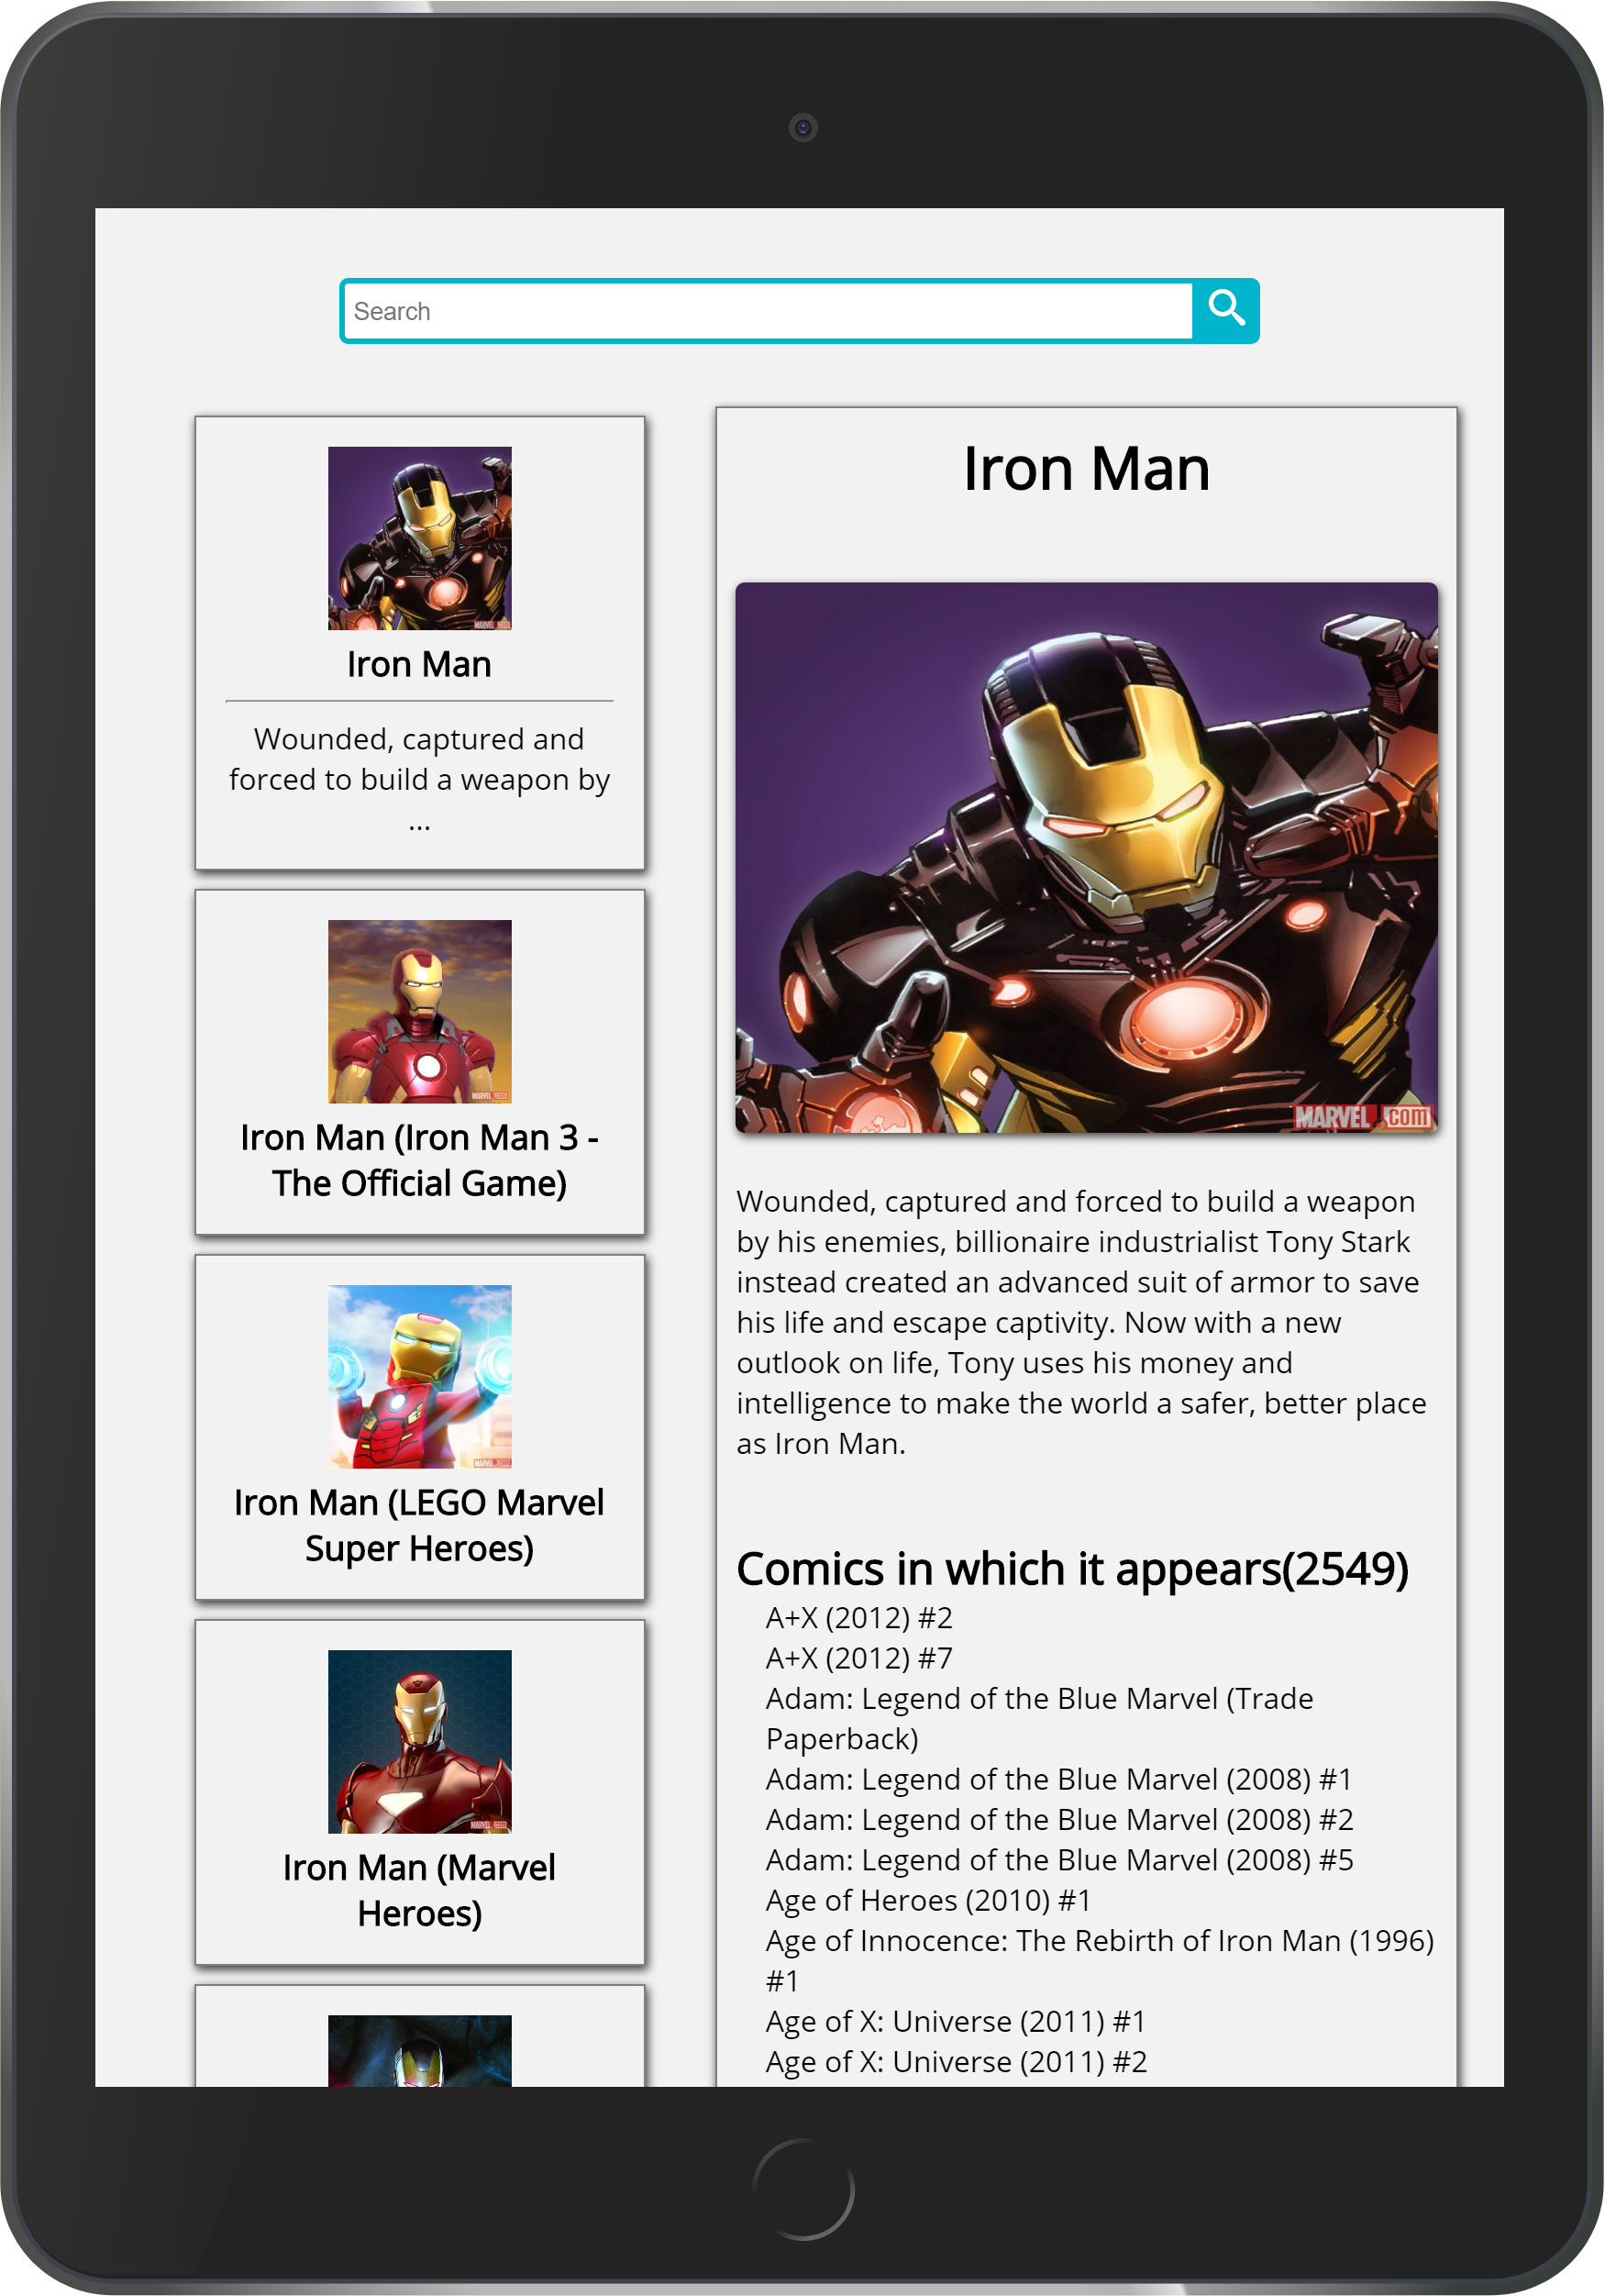 Search
Iron Man
Wounded, captured and
forced to build a weapon by
...
Iron Man (Iron Man 3 -
The Official Game)
Iron Man (LEGO Marvel
Super Heroes)
Iron Man (Marvel
Heroes)
Iron Man
MARVEL.com
Wounded, captured and forced to build a weapon
by his enemies, billionaire industrialist Tony Stark
instead created an advanced suit of armor to save
his life and escape captivity. Now with a new
outlook on life, Tony uses his money and
intelligence to make the world a safer, better place
as Iron Man.
Comics in which it appears(2549)
A+X (2012) #2
A+X (2012) #7
Adam: Legend of the Blue Marvel (Trade
Paperback)
Adam: Legend of the Blue Marvel (2008) #1
Adam: Legend of the Blue Marvel (2008) #2
Adam: Legend of the Blue Marvel (2008) #5
Age of Heroes (2010) #1
Age of Innocence: The Rebirth of Iron Man (1996)
#1
Age of X: Universe (2011) #1
Age of X: Universe (2011) #2